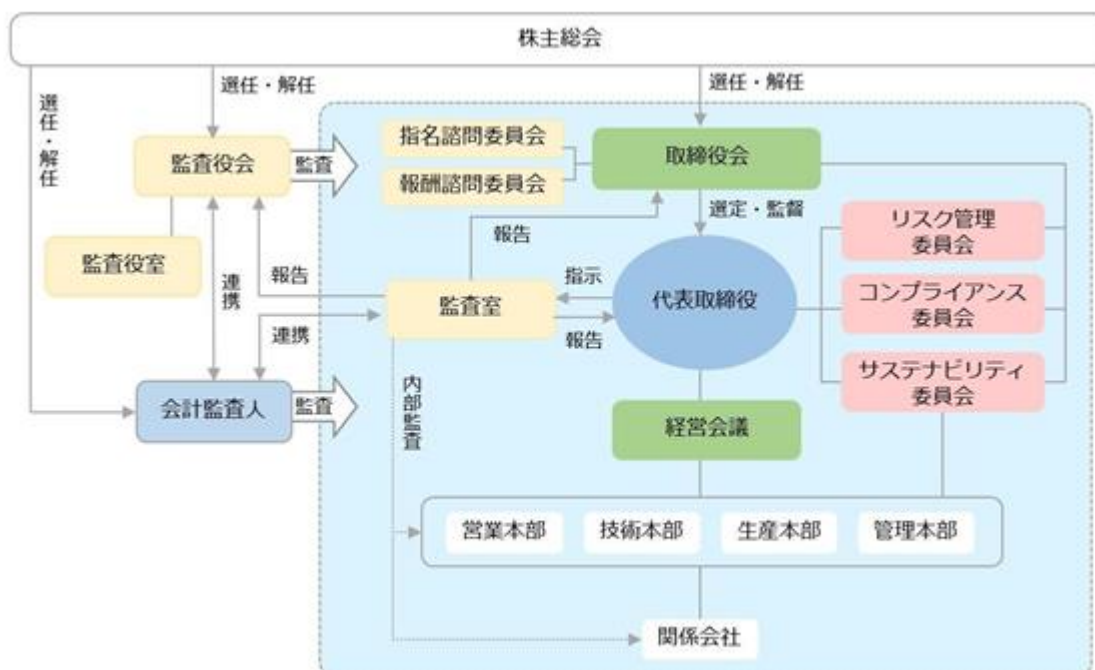 株主総会
選任・解任
選任・解任
選任・解任
監査役会
監査
指名諮問委員会
報酬諮問委員会
取締役会
選定・監督
監査役室
報告
連携
報告
監査室
指示
報告
代表取締役
リスク管理
委員会
コンプライアンス
委員会
サステナビリティ
委員会
連携
会計監査人
監査
内部監査
経営会議
営業本部
技術本部
生産本部
管理本部
関係会社